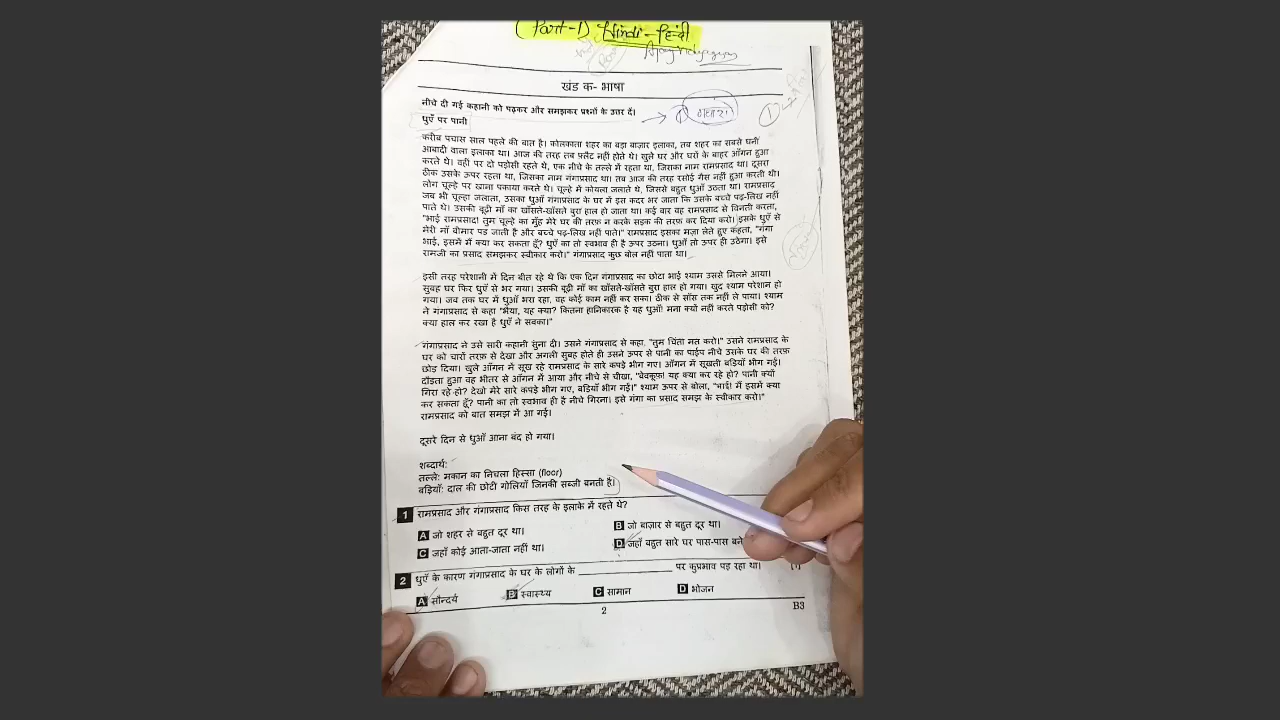 (Part-1) Hindi-हिन्दी
खंड क- भाषा
नीचे दी गई कहानी को पढ़कर और समझकर प्रश्नों के उत्तर दें।
धुएँ पर पानी
करीब पचास साल पहले की बात है। कोलकाता शहर का बड़ा बाज़ार इलाका, तब शहर का सबसे घनी
आबादी वाला इलाका था। आज की तरह तब फ़्लैट नहीं होते थे। खुले घर और घरों के बाहर आँगन हुआ
करते थे। वहीं पर दो पड़ोसी रहते थे, एक नीचे के तल्ले में रहता था, जिसका नाम रामप्रसाद था। दूसरा
ठीक उसके ऊपर रहता था, जिसका नाम गंगाप्रसाद था। तब आज की तरह रसोई गैस नहीं हुआ करती थी।
लोग चूल्हे पर खाना पकाया करते थे। चूल्हे में कोयला जलाते थे, जिससे बहुत धुआँ उठता था। रामप्रसाद
जब भी चूल्हा जलाता, उसका धुआँ गंगाप्रसाद के घर में इस कदर भर जाता कि उसके बच्चे पढ़-लिख नहीं
पाते थे। उसकी बूढ़ी माँ का खाँसते-खाँसते बुरा हाल हो जाता था। कई बार वह रामप्रसाद से विनती करता,
"भाई रामप्रसाद! तुम चूल्हे का मुँह मेरे घर की तरफ़ न करके सड़क की तरफ़ कर दिया करो। इसके धुएँ से
मेरी माँ बीमार पड़ जाती है और बच्चे पढ़-लिख नहीं पाते।" रामप्रसाद इसका मज़ा लेते हुए कहता, "गंगा
भाई, इसमें मैं क्या कर सकता हूँ? धुएँ का तो स्वभाव ही है ऊपर उठना। धुआँ तो ऊपर ही उठेगा। इसे
रामजी का प्रसाद समझकर स्वीकार करो।" गंगाप्रसाद कुछ बोल नहीं पाता था।
इसी तरह परेशानी में दिन बीत रहे थे कि एक दिन गंगाप्रसाद का छोटा भाई श्याम उससे मिलने आया।
सुबह घर फिर धुएँ से भर गया। उसकी बूढ़ी माँ का खाँसते-खाँसते बुरा हाल हो गया। खुद श्याम परेशान हो
गया। जब तक घर में धुआँ भरा रहा, वह कोई काम नहीं कर सका। ठीक से साँस तक नहीं ले पाया। श्याम
ने गंगाप्रसाद से कहा "भैया, यह क्या? कितना हानिकारक है यह धुआँ! मना क्यों नहीं करते पड़ोसी को?
क्या हाल कर रखा है धुएँ ने सबका।"
गंगाप्रसाद ने उसे सारी कहानी सुना दी। उसने गंगाप्रसाद से कहा, "तुम चिंता मत करो।" उसने रामप्रसाद के
घर को चारों तरफ़ से देखा और अगली सुबह होते ही उसने ऊपर से पानी का पाईप नीचे उसके घर की तरफ़
छोड़ दिया। खुले आँगन में सूख रहे रामप्रसाद के सारे कपड़े भीग गए। आँगन में सूखती बड़ियाँ भीग गईं।
दौड़ता हुआ वह भीतर से आँगन में आया और नीचे से चीखा, "बेवकूफ़! यह क्या कर रहे हो? पानी क्यों
गिरा रहे हो? देखो मेरे सारे कपड़े भीग गए, बड़ियाँ भीग गईं।" श्याम ऊपर से बोला, "भाई! मैं इसमें क्या
कर सकता हूँ? पानी का तो स्वभाव ही है नीचे गिरना। इसे गंगा का प्रसाद समझ के स्वीकार करो।"
रामप्रसाद को बात समझ में आ गई।
दूसरे दिन से धुआँ आना बंद हो गया।
शब्दार्थ:
तल्ले: मकान का निचला हिस्सा (floor)
बड़ियाँ: दाल की छोटी गोलियाँ जिनकी सब्जी बनती है।
1 रामप्रसाद और गंगाप्रसाद किस तरह के इलाके में रहते थे?
A जो शहर से बहुत दूर था। B जो बाज़ार से बहुत दूर था।
C जहाँ कोई आता-जाता नहीं था। D जहाँ बहुत सारे घर पास-पास बने
2 धुएँ के कारण गंगाप्रसाद के घर के लोगों के ____________ पर कुप्रभाव पड़ रहा था। [1]
A सौन्दर्य B स्वास्थ्य C सामान D भोजन
2 B3